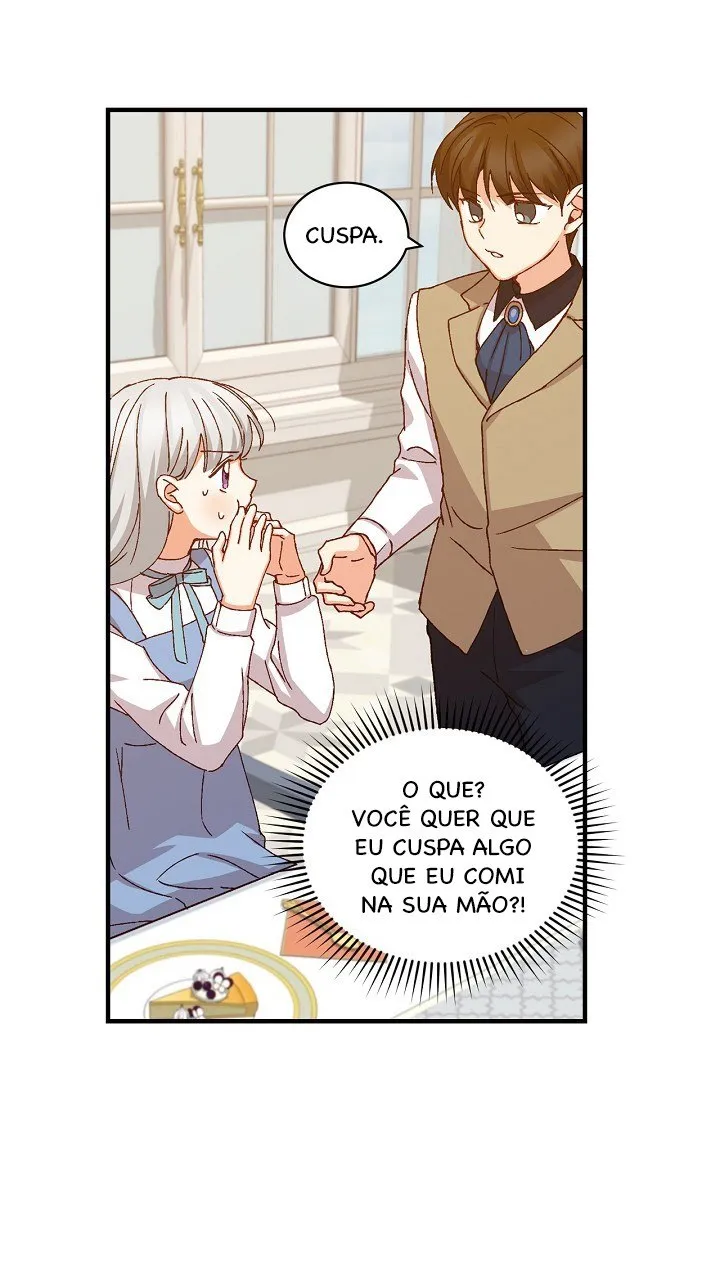 CUSPA.
O QUE?
VOCÊ QUER QUE
EU CUSPA ALGO
QUE EU COMI
NA SUA MÃO?!